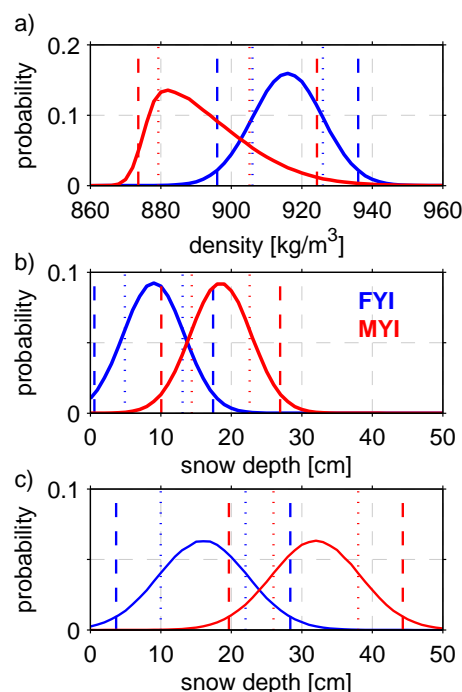 a)
0.2
0.1
0
probability
860 880 900 920 940 960
density [kg/m³]
b)
0.1
0
probability
FYI
MYI
0 10 20 30 40 50
snow depth [cm]
c)
0.1
0
probability
0 10 20 30 40 50
snow depth [cm]